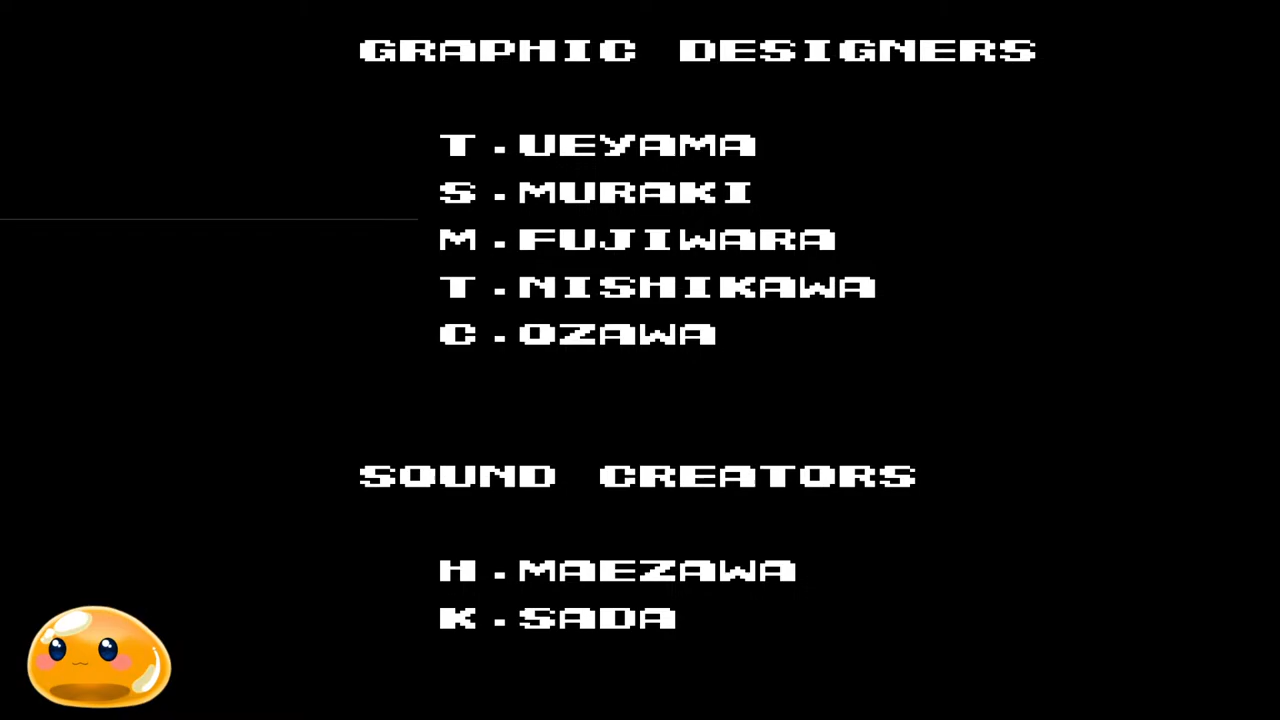 GRAPHIC DESIGNERS
T.UEYAMA
S.MURAKI
M.FUJIWARA
T.NISHIKAWA
C.OZAWA
SOUND CREATORS
H.MAEZAWA
K.SADA